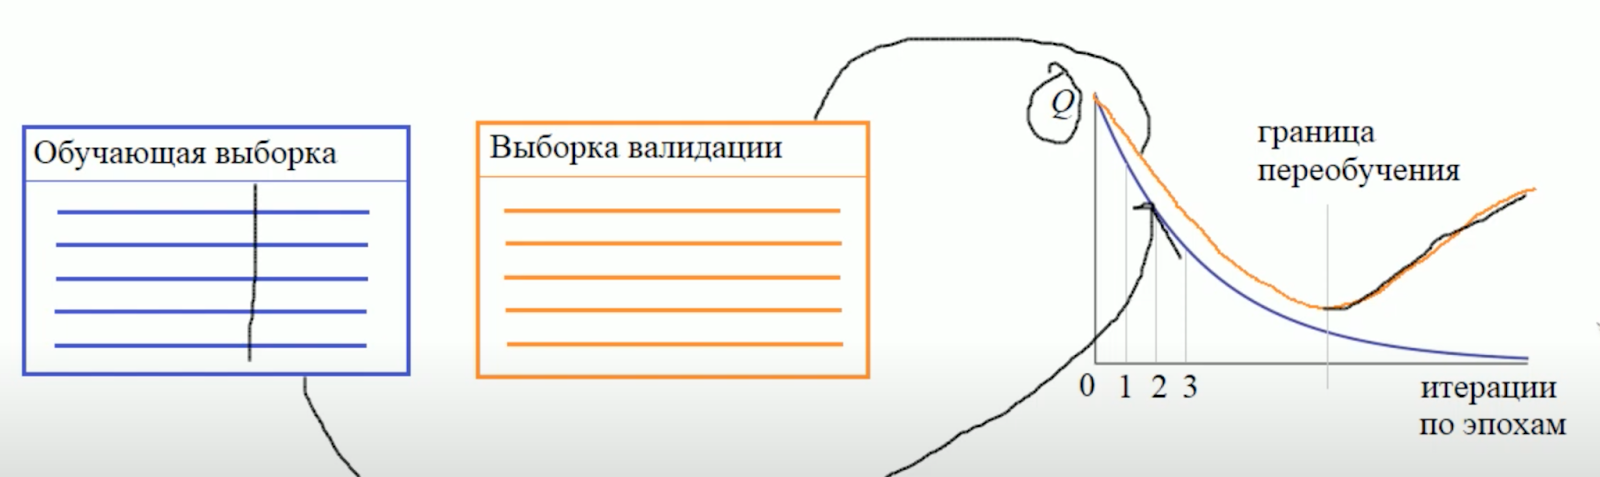 Обучающая выборка
Выборка валидации
Q
граница
переобучения
0 1 2 3
итерации
по эпохам